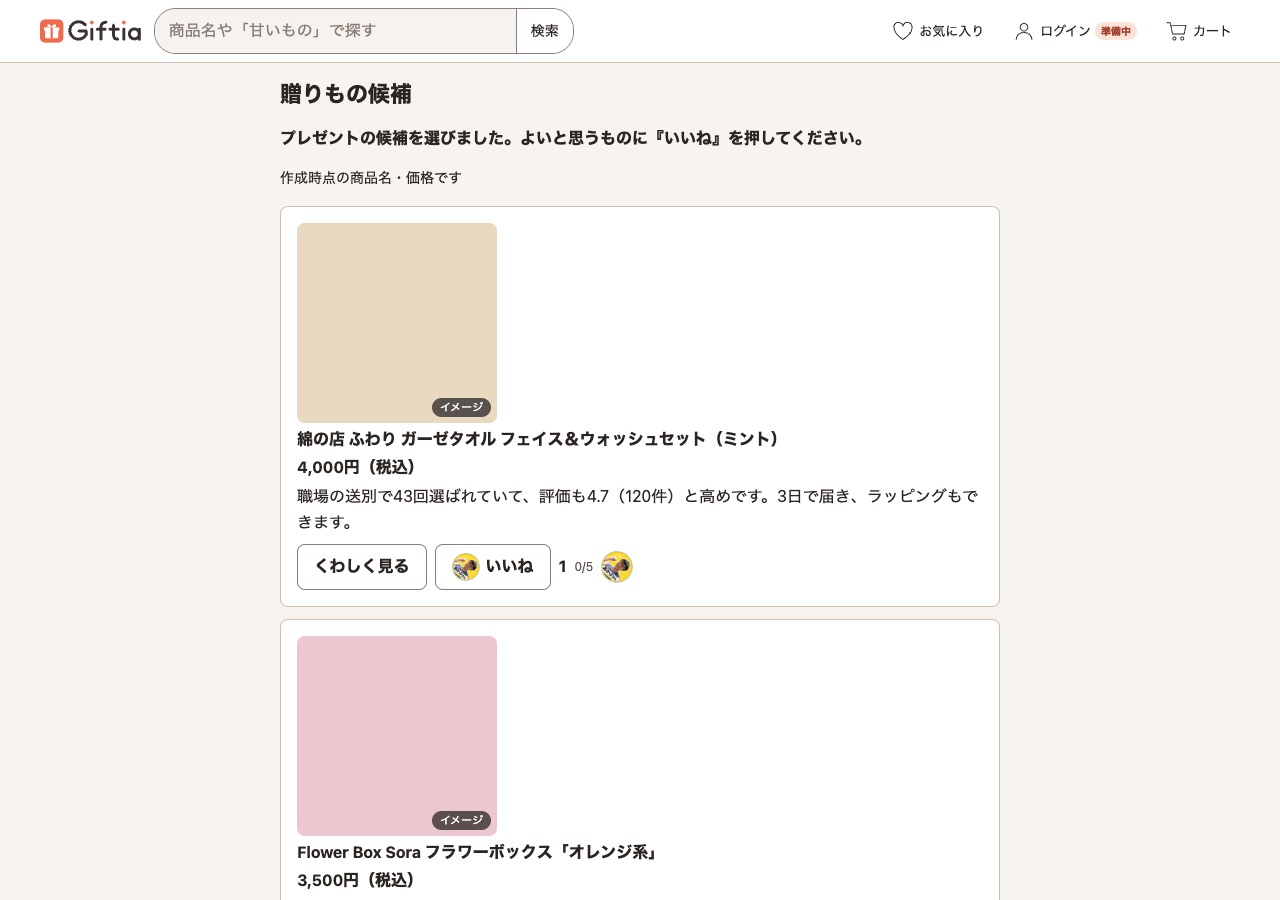 Giftia
商品名や「甘いもの」で探す
検索
お気に入り
ログイン
準備中
カート
贈りもの候補
プレゼントの候補を選びました。よいと思うものに『いいね』を押してください。
作成時点の商品名・価格です
イメージ
綿の店 ふわり ガーゼタオル フェイス＆ウォッシュセット（ミント）
4,000円（税込）
職場の送別で43回選ばれていて、評価も4.7（120件）と高めです。3日で届き、ラッピングもで
きます。
くわしく見る
いいね
1
0/5
イメージ
Flower Box Sora フラワーボックス「オレンジ系」
3,500円（税込）